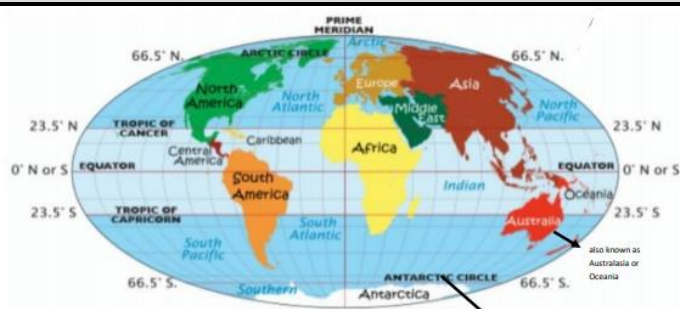 PRIME
MERIDIAN
Arctic
66.5° N.
ARCTIC CIRCLE
66.5° N.
North
America
Europe
Asia
North
Atlantic
Middle
East
North
Pacific
23.5° N
TROPIC OF
CANCER
23.5° N
Caribbean
Central
America
Africa
0° N or S
EQUATOR
EQUATOR
0° N or S
South
America
Indian
Oceania
23.5° S
TROPIC OF
CAPRICORN
South
Atlantic
Australia
23.5° S
South
Pacific
also known as
Australasia or
Oceania
66.5° S.
ANTARCTIC CIRCLE
66.5° S.
Southern
Antarctica